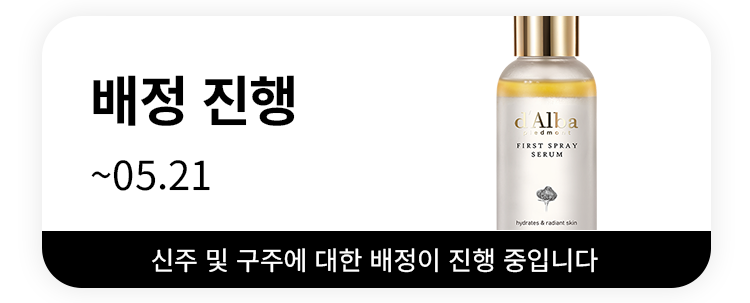 배정 진행
~05.21
d'Alba
piedmont
FIRST SPRAY
SERUM
hydrates & radiant skin
신주 및 구주에 대한 배정이 진행 중입니다